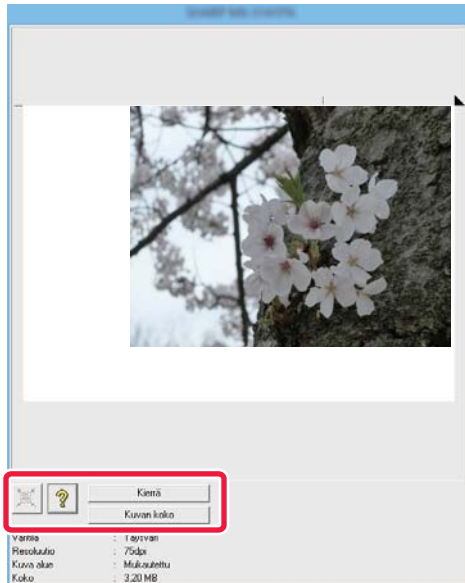 ?
Kierrä
Kuvan koko
Väritila : Täysväri
Resoluutio : 75dpi
Kuva alue : Mukautettu
Koko : 3.20 MB